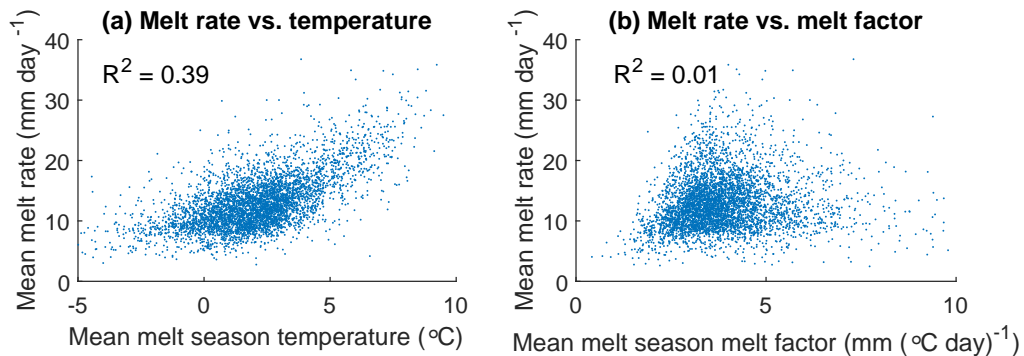 (a) Melt rate vs. temperature
Mean melt rate (mm day -1)
40
30
20
10
0
R2 = 0.39
-5
0
5
10
Mean melt season temperature (oC)
(b) Melt rate vs. melt factor
Mean melt rate (mm day -1)
40
30
20
10
0
R2 = 0.01
0
5
10
Mean melt season melt factor (mm (oC day)-1)